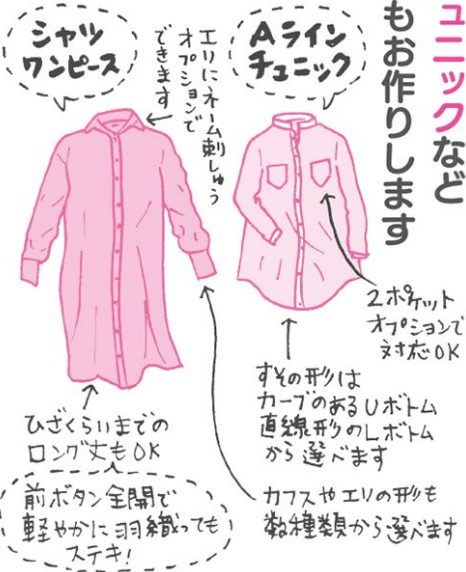 ュニックなど
もお作りします
Aライン
チュニック
シャツ
ワンピース
エリにネーム刺しゅう
オプションで
できます
2ポケット
オプションで
対応OK
すその形は
カーブのあるUボトム
直線形のLボトム
から選べます
ひざくらいまでの
ロング丈もOK
前ボタン全開で
軽やかに羽織っても
ステキ!
カフスやエリの形も
数種類から選べます